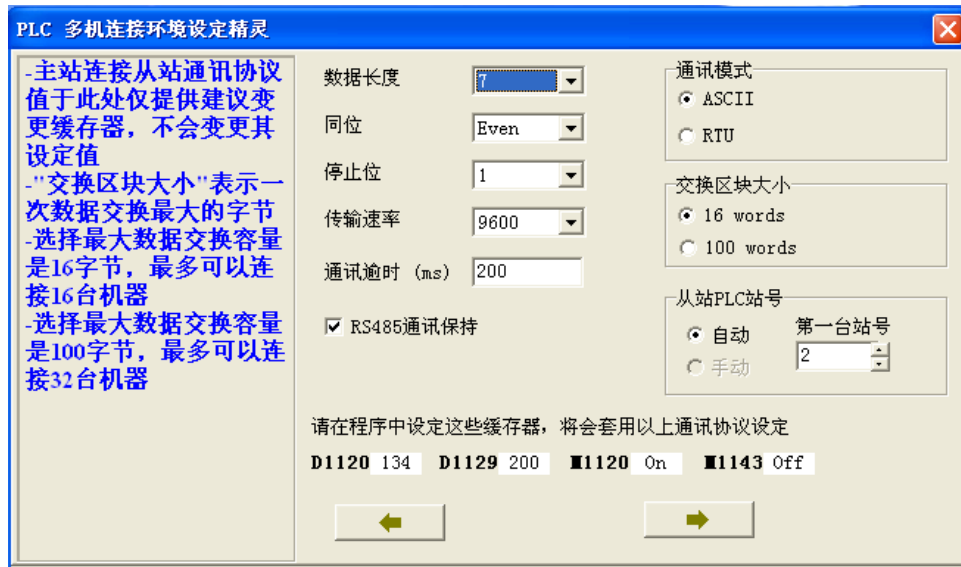 PLC 多机连接环境设定精灵
-主站连接从站通讯协议
值于此处仅提供建议变
更缓存器，不会变更其
设定值
-"交换区块大小"表示一
次数据交换最大的字节
-选择最大数据交换容量
是16字节，最多可以连
接16台机器
-选择最大数据交换容量
是100字节，最多可以连
接32台机器
数据长度 7
同位 Even
停止位 1
传输速率 9600
通讯逾时 (ms) 200
RS485通讯保持
通讯模式
ASCII
RTU
交换区块大小
16 words
100 words
从站PLC站号
自动
手动
第一台站号
2
请在程序中设定这些缓存器，将会套用以上通讯协议设定
D1120 134 D1129 200 M1120 On M1143 Off